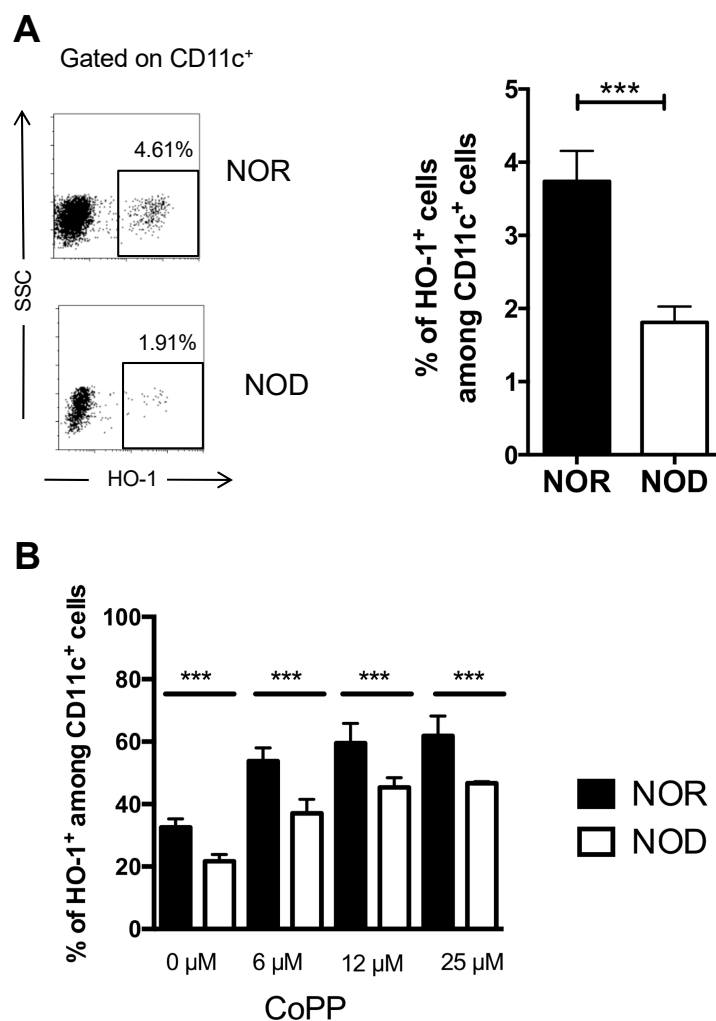 A
Gated on CD11c⁺
4.61%
NOR
1.91%
NOD
SSC
HO-1
% of HO-1⁺ cells
among CD11c⁺ cells
5
4
3
2
1
0
***
NOR NOD
B
% of HO-1⁺ among CD11c⁺ cells
100
80
60
40
20
0
*** *** *** ***
0 µM 6 µM 12 µM 25 µM
CoPP
NOR
NOD